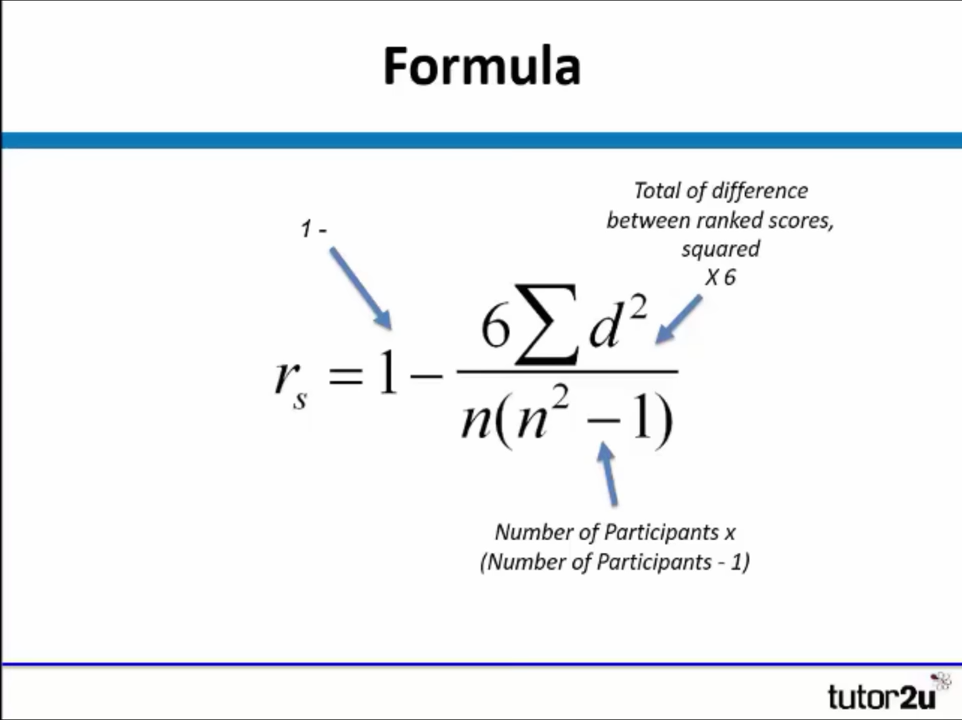 Formula
1 -
Total of difference
between ranked scores,
squared
X 6
rₛ = 1 − 6∑d² / n(n² − 1)
Number of Participants x
(Number of Participants - 1)
tutor2u